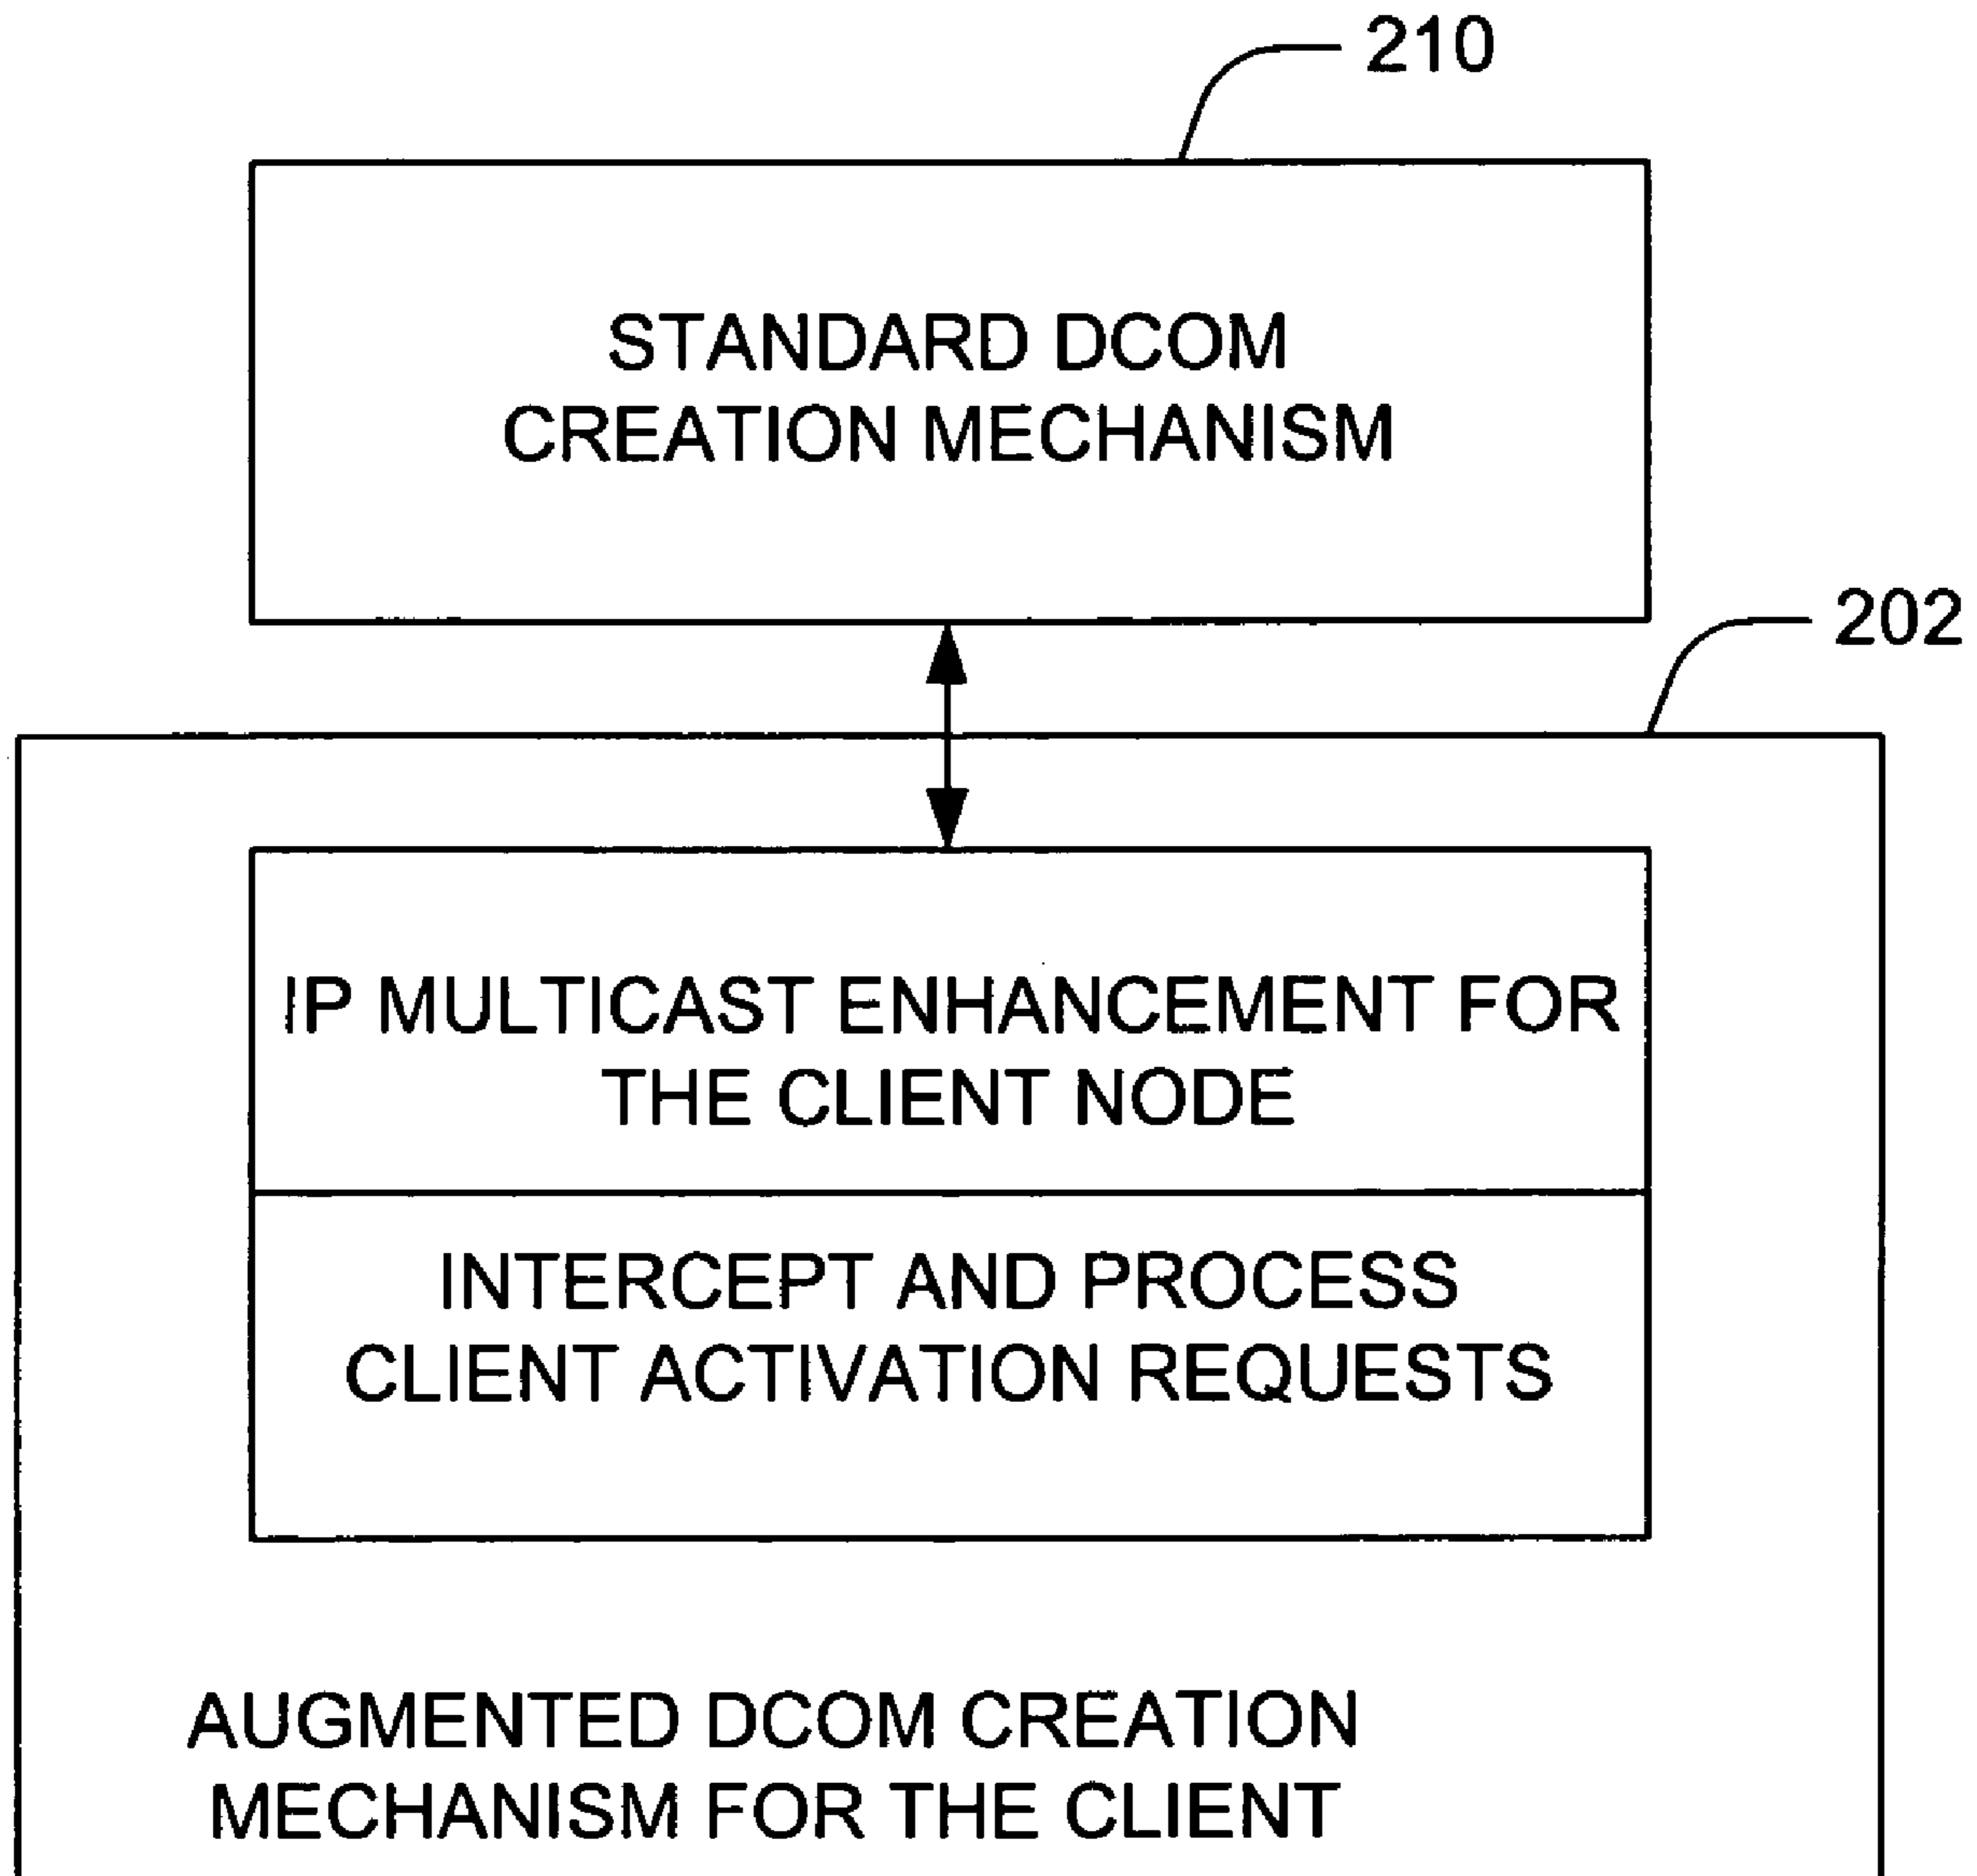 210
STANDARD DCOM
CREATION MECHANISM
202
IP MULTICAST ENHANCEMENT FOR
THE CLIENT NODE
INTERCEPT AND PROCESS
CLIENT ACTIVATION REQUESTS
AUGMENTED DCOM CREATION
MECHANISM FOR THE CLIENT